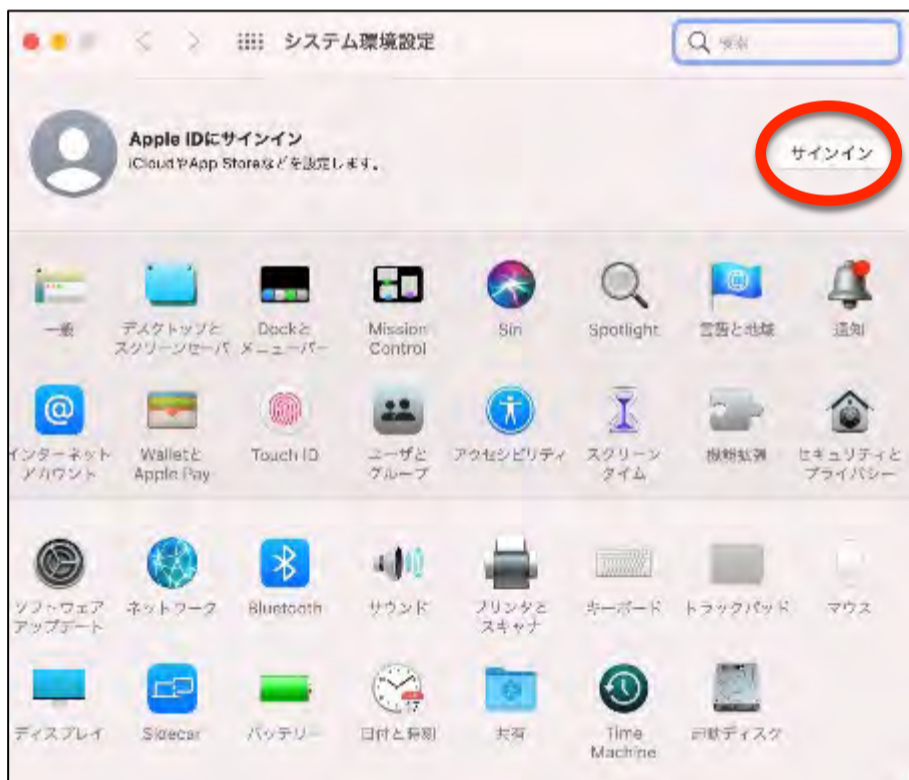 システム環境設定
検索
Apple IDにサインイン
iCloudやApp Storeなどを設定します。
サインイン
一般
デスクトップと
スクリーンセーバ
Dockと
メニューバー
Mission
Control
Siri
Spotlight
言語と地域
通知
インターネット
アカウント
Walletと
Apple Pay
Touch ID
ユーザと
グループ
アクセシビリティ
スクリーン
タイム
機能拡張
セキュリティと
プライバシー
ソフトウェア
アップデート
ネットワーク
Bluetooth
サウンド
プリンタと
スキャナ
キーボード
トラックパッド
マウス
ディスプレイ
Sidecar
バッテリー
日付と時刻
17
共有
Time
Machine
起動ディスク